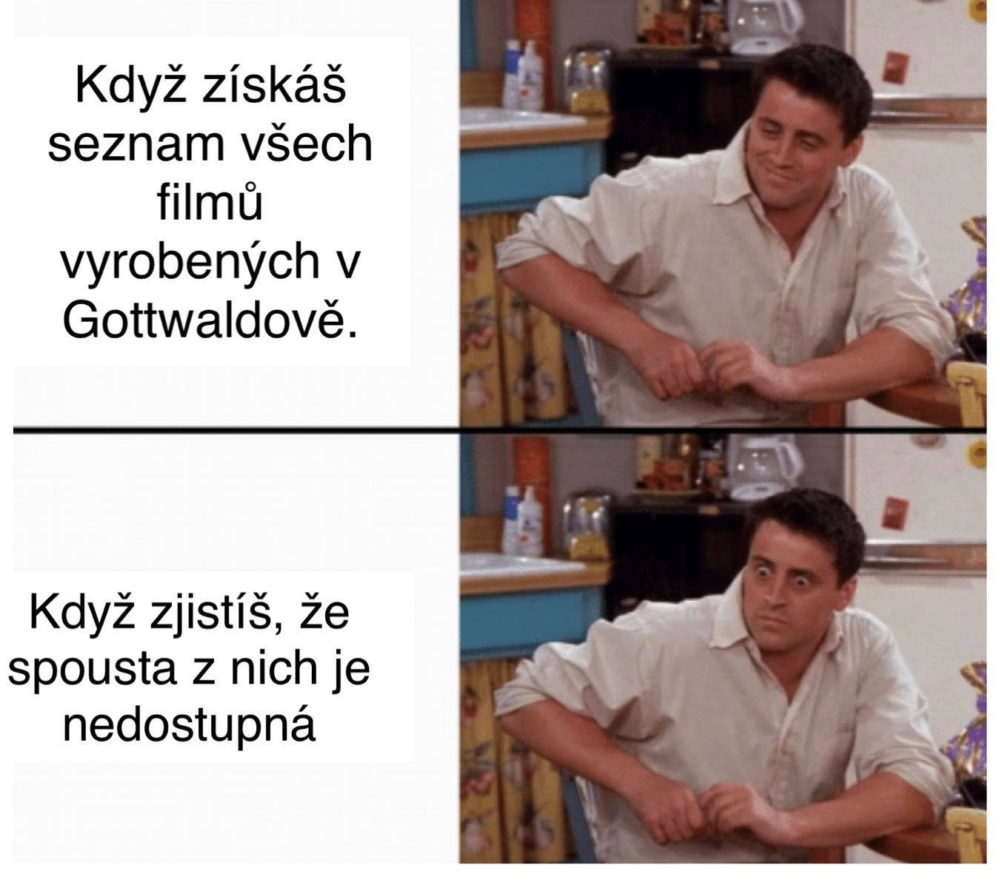 Když získáš
seznam všech
filmů
vyrobených v
Gottwaldově.
Když zjistíš, že
spousta z nich je
nedostupná